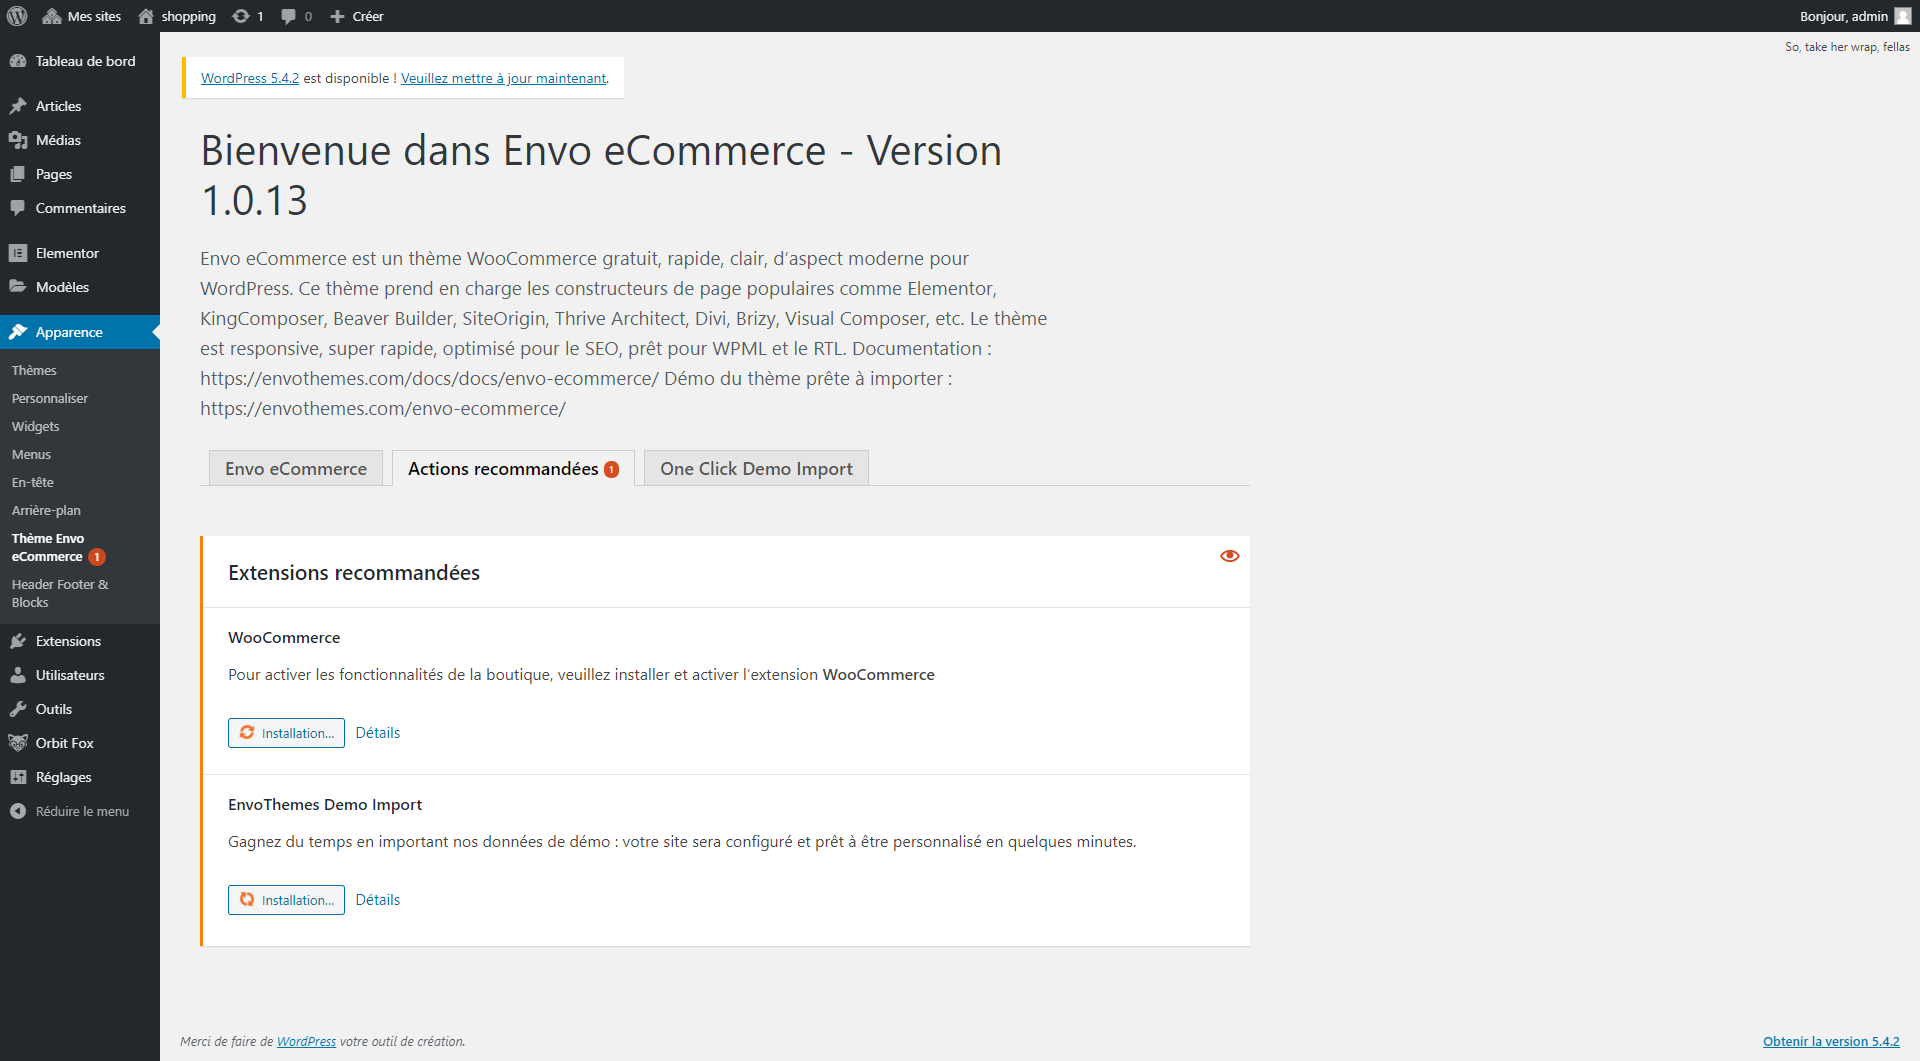 Mes sites
shopping
1
0
Créer
Bonjour, admin
So, take her wrap, fellas
Tableau de bord
Articles
Médias
Pages
Commentaires
Elementor
Modèles
Apparence
Thèmes
Personnaliser
Widgets
Menus
En-tête
Arrière-plan
Thème Envo
eCommerce 1
Header Footer &
Blocks
Extensions
Utilisateurs
Outils
Orbit Fox
Réglages
Réduire le menu
WordPress 5.4.2 est disponible ! Veuillez mettre à jour maintenant.
Bienvenue dans Envo eCommerce - Version
1.0.13
Envo eCommerce est un thème WooCommerce gratuit, rapide, clair, d’aspect moderne pour
WordPress. Ce thème prend en charge les constructeurs de page populaires comme Elementor,
KingComposer, Beaver Builder, SiteOrigin, Thrive Architect, Divi, Brizy, Visual Composer, etc. Le thème
est responsive, super rapide, optimisé pour le SEO, prêt pour WPML et le RTL. Documentation :
https://envothemes.com/docs/docs/envo-ecommerce/ Démo du thème prête à importer :
https://envothemes.com/envo-ecommerce/
Envo eCommerce
Actions recommandées 1
One Click Demo Import
Extensions recommandées
WooCommerce
Pour activer les fonctionnalités de la boutique, veuillez installer et activer l’extension WooCommerce
Installation...
Détails
EnvoThemes Demo Import
Gagnez du temps en important nos données de démo : votre site sera configuré et prêt à être personnalisé en quelques minutes.
Installation...
Détails
Merci de faire de WordPress votre outil de création.
Obtenir la version 5.4.2